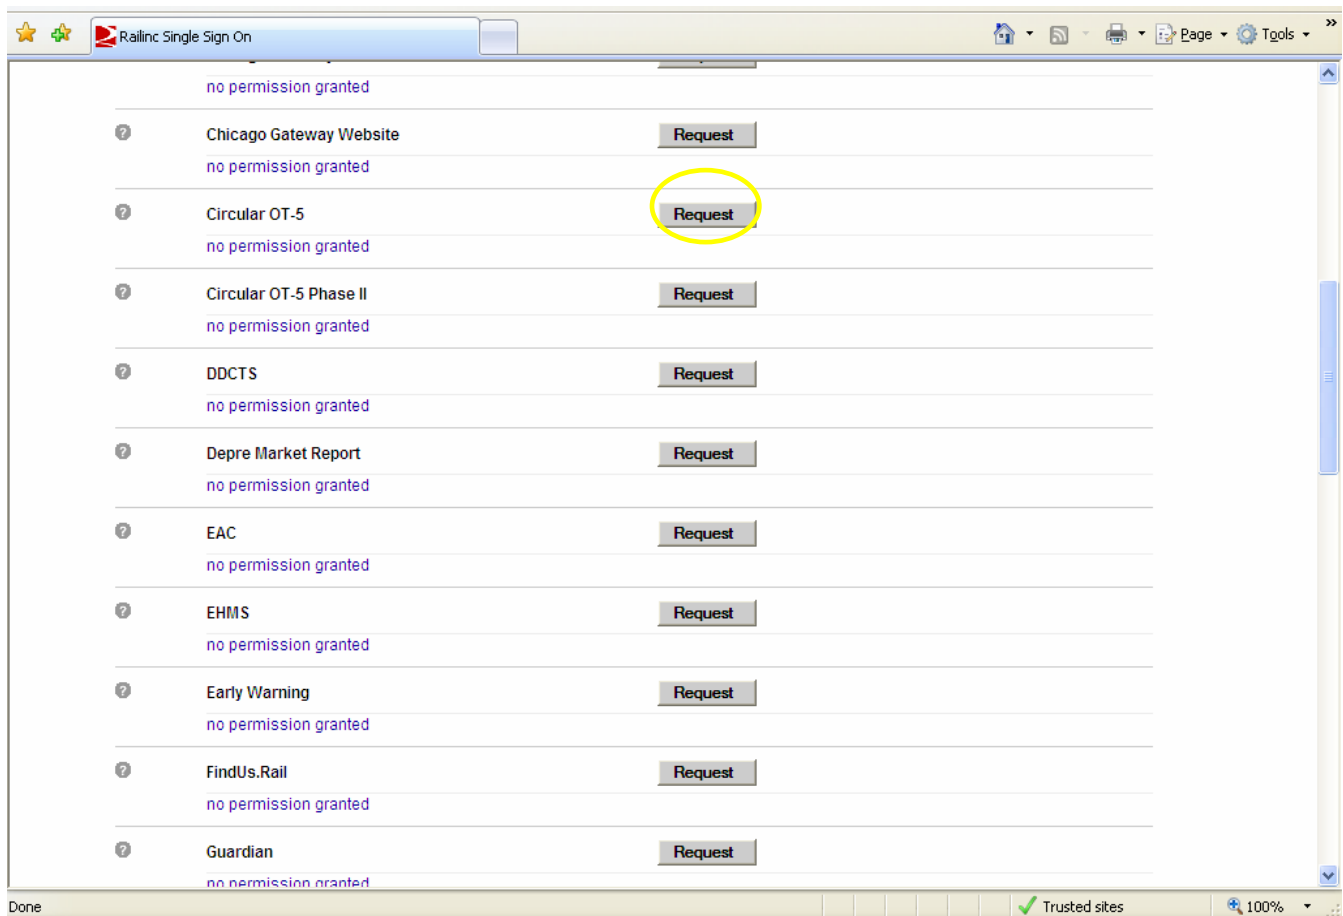 Railinc Single Sign On
Page Tools »
no permission granted
Chicago Gateway Website Request
no permission granted
Circular OT-5 Request
no permission granted
Circular OT-5 Phase II Request
no permission granted
DDCTS Request
no permission granted
Depre Market Report Request
no permission granted
EAC Request
no permission granted
EHMS Request
no permission granted
Early Warning Request
no permission granted
FindUs.Rail Request
no permission granted
Guardian Request
no permission granted
Done Trusted sites 100%